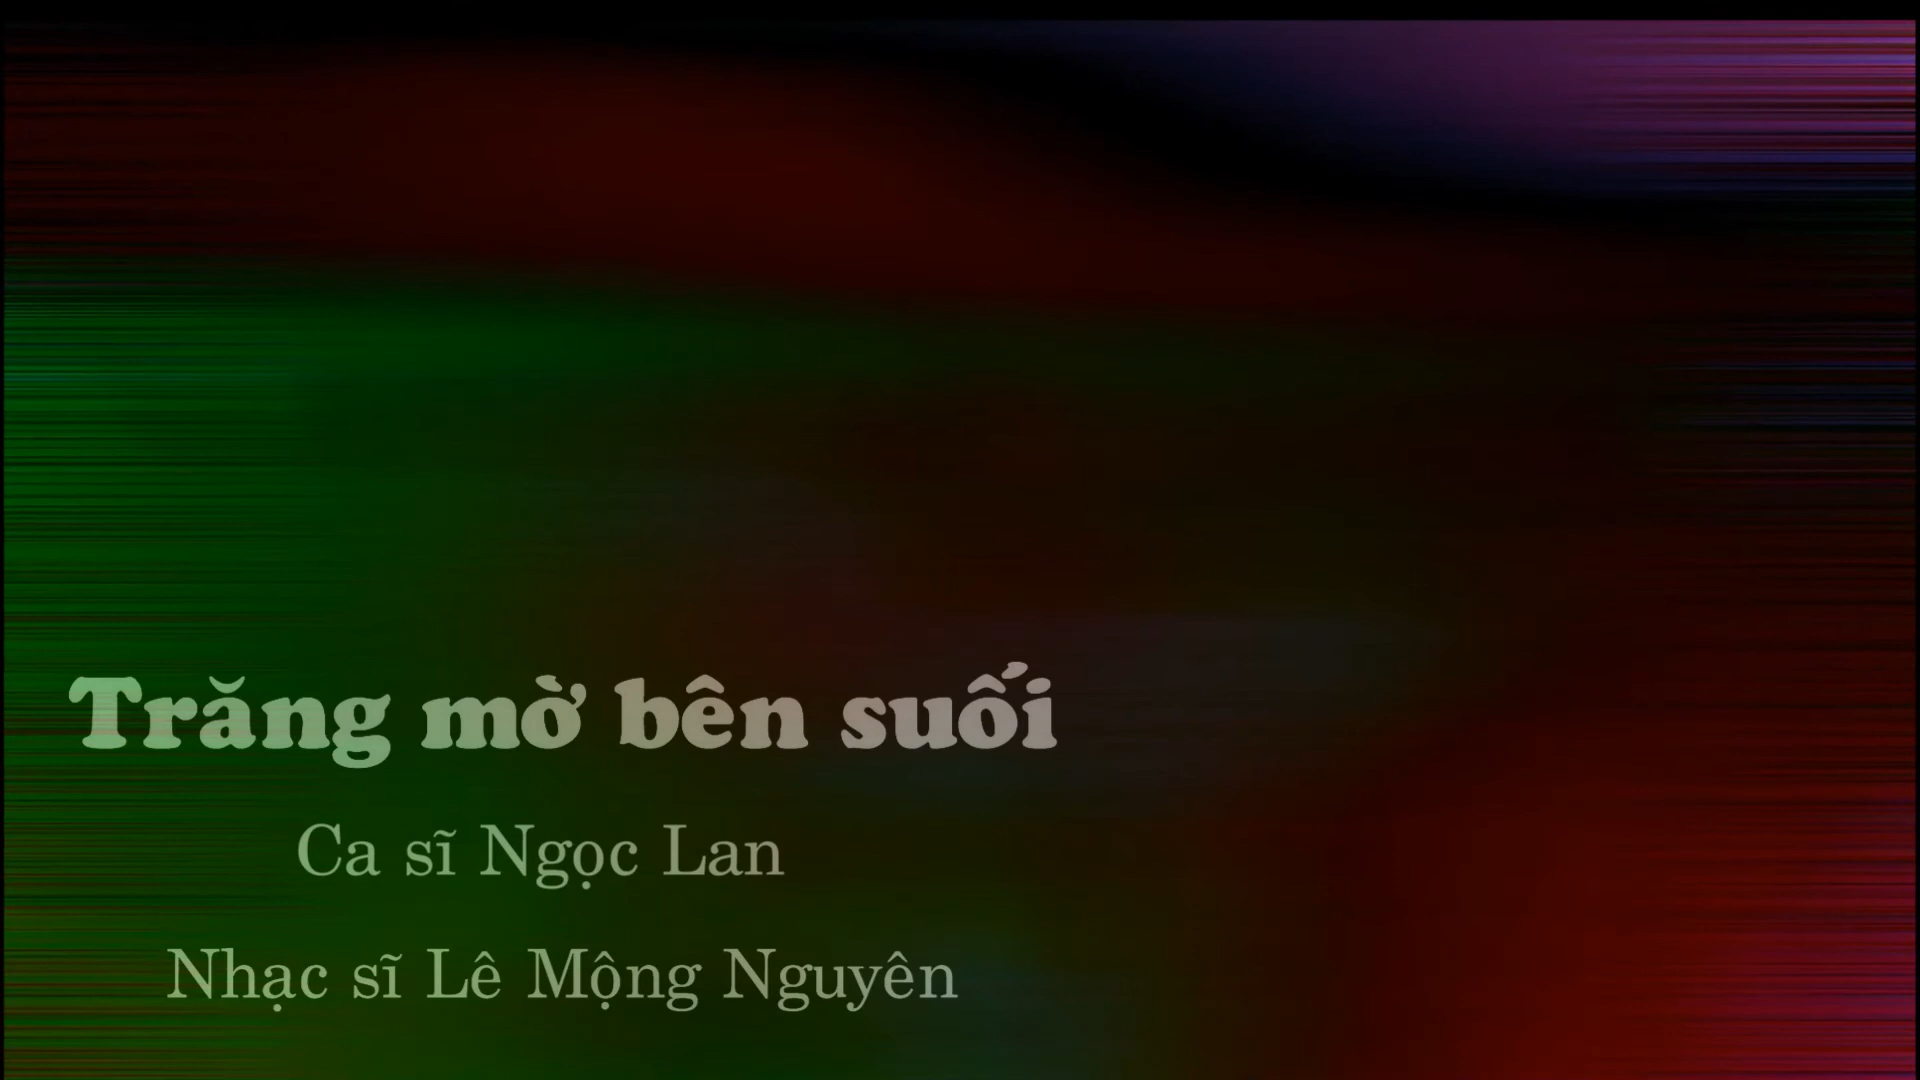 Trăng mờ bên suối
Ca sĩ Ngọc Lan
Nhạc sĩ Lê Mộng Nguyên